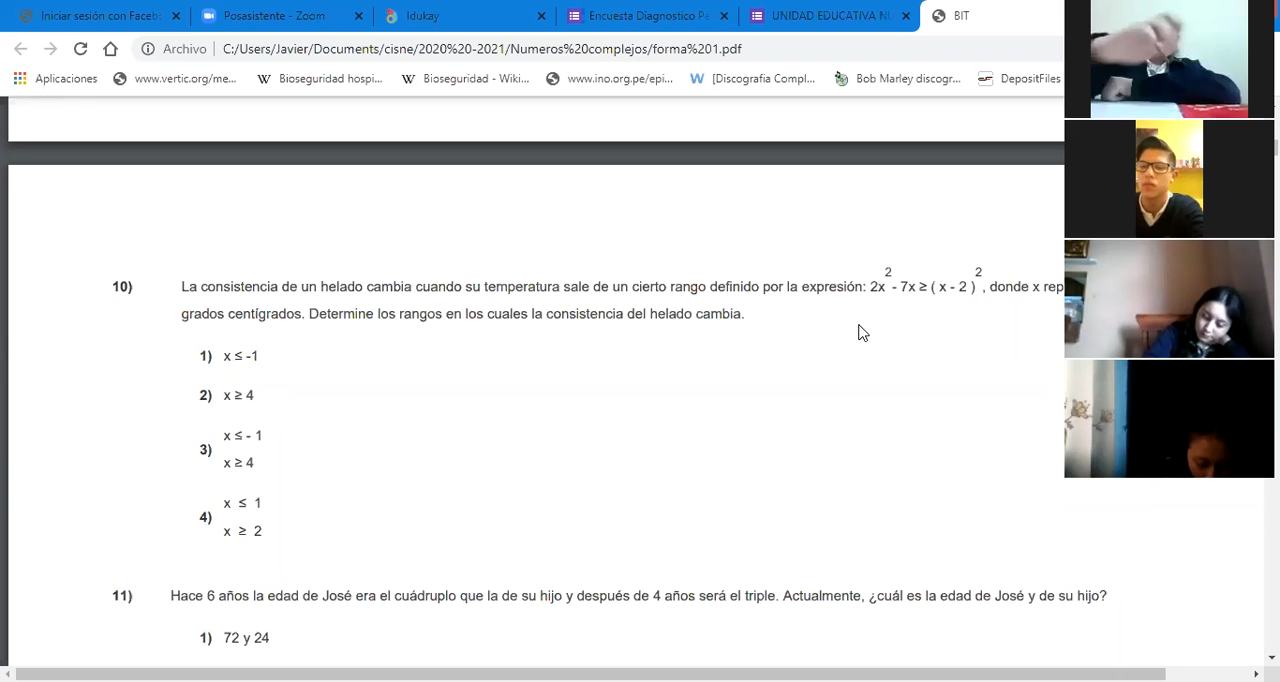 Iniciar sesión con Faceb
Posasistente - Zoom
Idukay
Encuesta Diagnostico Pe
UNIDAD EDUCATIVA NU
BIT
Archivo
C:/Users/Javier/Documents/cisne/2020%20-2021/Numeros%20complejos/forma%201.pdf
Aplicaciones
www.vertic.org/me...
Bioseguridad hospi...
Bioseguridad - Wiki...
www.ino.org.pe/epi...
[Discografia Compl...
Bob Marley discogr...
DepositFiles
10) La consistencia de un helado cambia cuando su temperatura sale de un cierto rango definido por la expresión: 2x² - 7x ≥ ( x - 2 )², donde x rep
grados centígrados. Determine los rangos en los cuales la consistencia del helado cambia.
1) x ≤ -1
2) x ≥ 4
3) x ≤ - 1
x ≥ 4
4) x ≤ 1
x ≥ 2
11) Hace 6 años la edad de José era el cuádruplo que la de su hijo y después de 4 años será el triple. Actualmente, ¿cuál es la edad de José y de su hijo?
1) 72 y 24